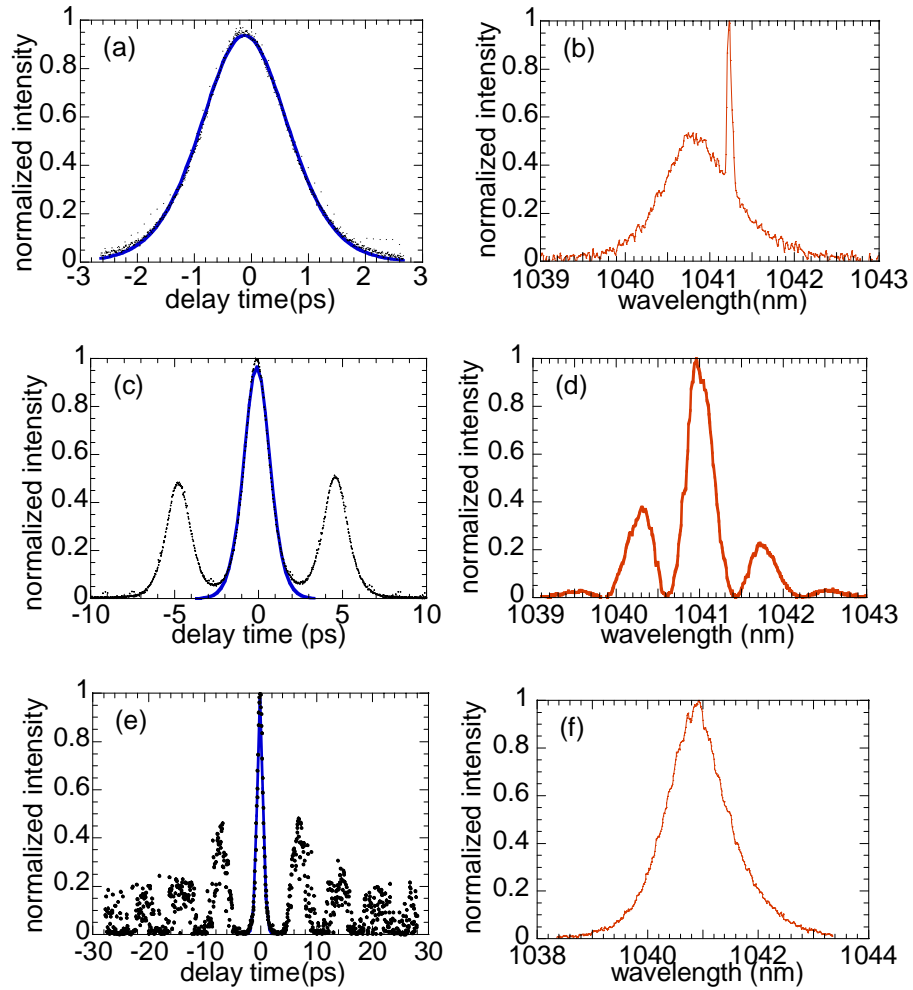 (a)
normalized intensity
1
0.8
0.6
0.4
0.2
0
-3 -2 -1 0 1 2 3
delay time(ps)
(b)
normalized intensity
1
0.8
0.6
0.4
0.2
0
1039 1040 1041 1042 1043
wavelength(nm)
(c)
normalized intensity
1
0.8
0.6
0.4
0.2
0
-10 -5 0 5 10
delay time (ps)
(d)
normalized intensity
1
0.8
0.6
0.4
0.2
0
1039 1040 1041 1042 1043
wavelength (nm)
(e)
normalized intensity
1
0.8
0.6
0.4
0.2
0
-30 -20 -10 0 10 20 30
delay time(ps)
(f)
normalized intensity
1
0.8
0.6
0.4
0.2
0
1038 1040 1042 1044
wavelength (nm)